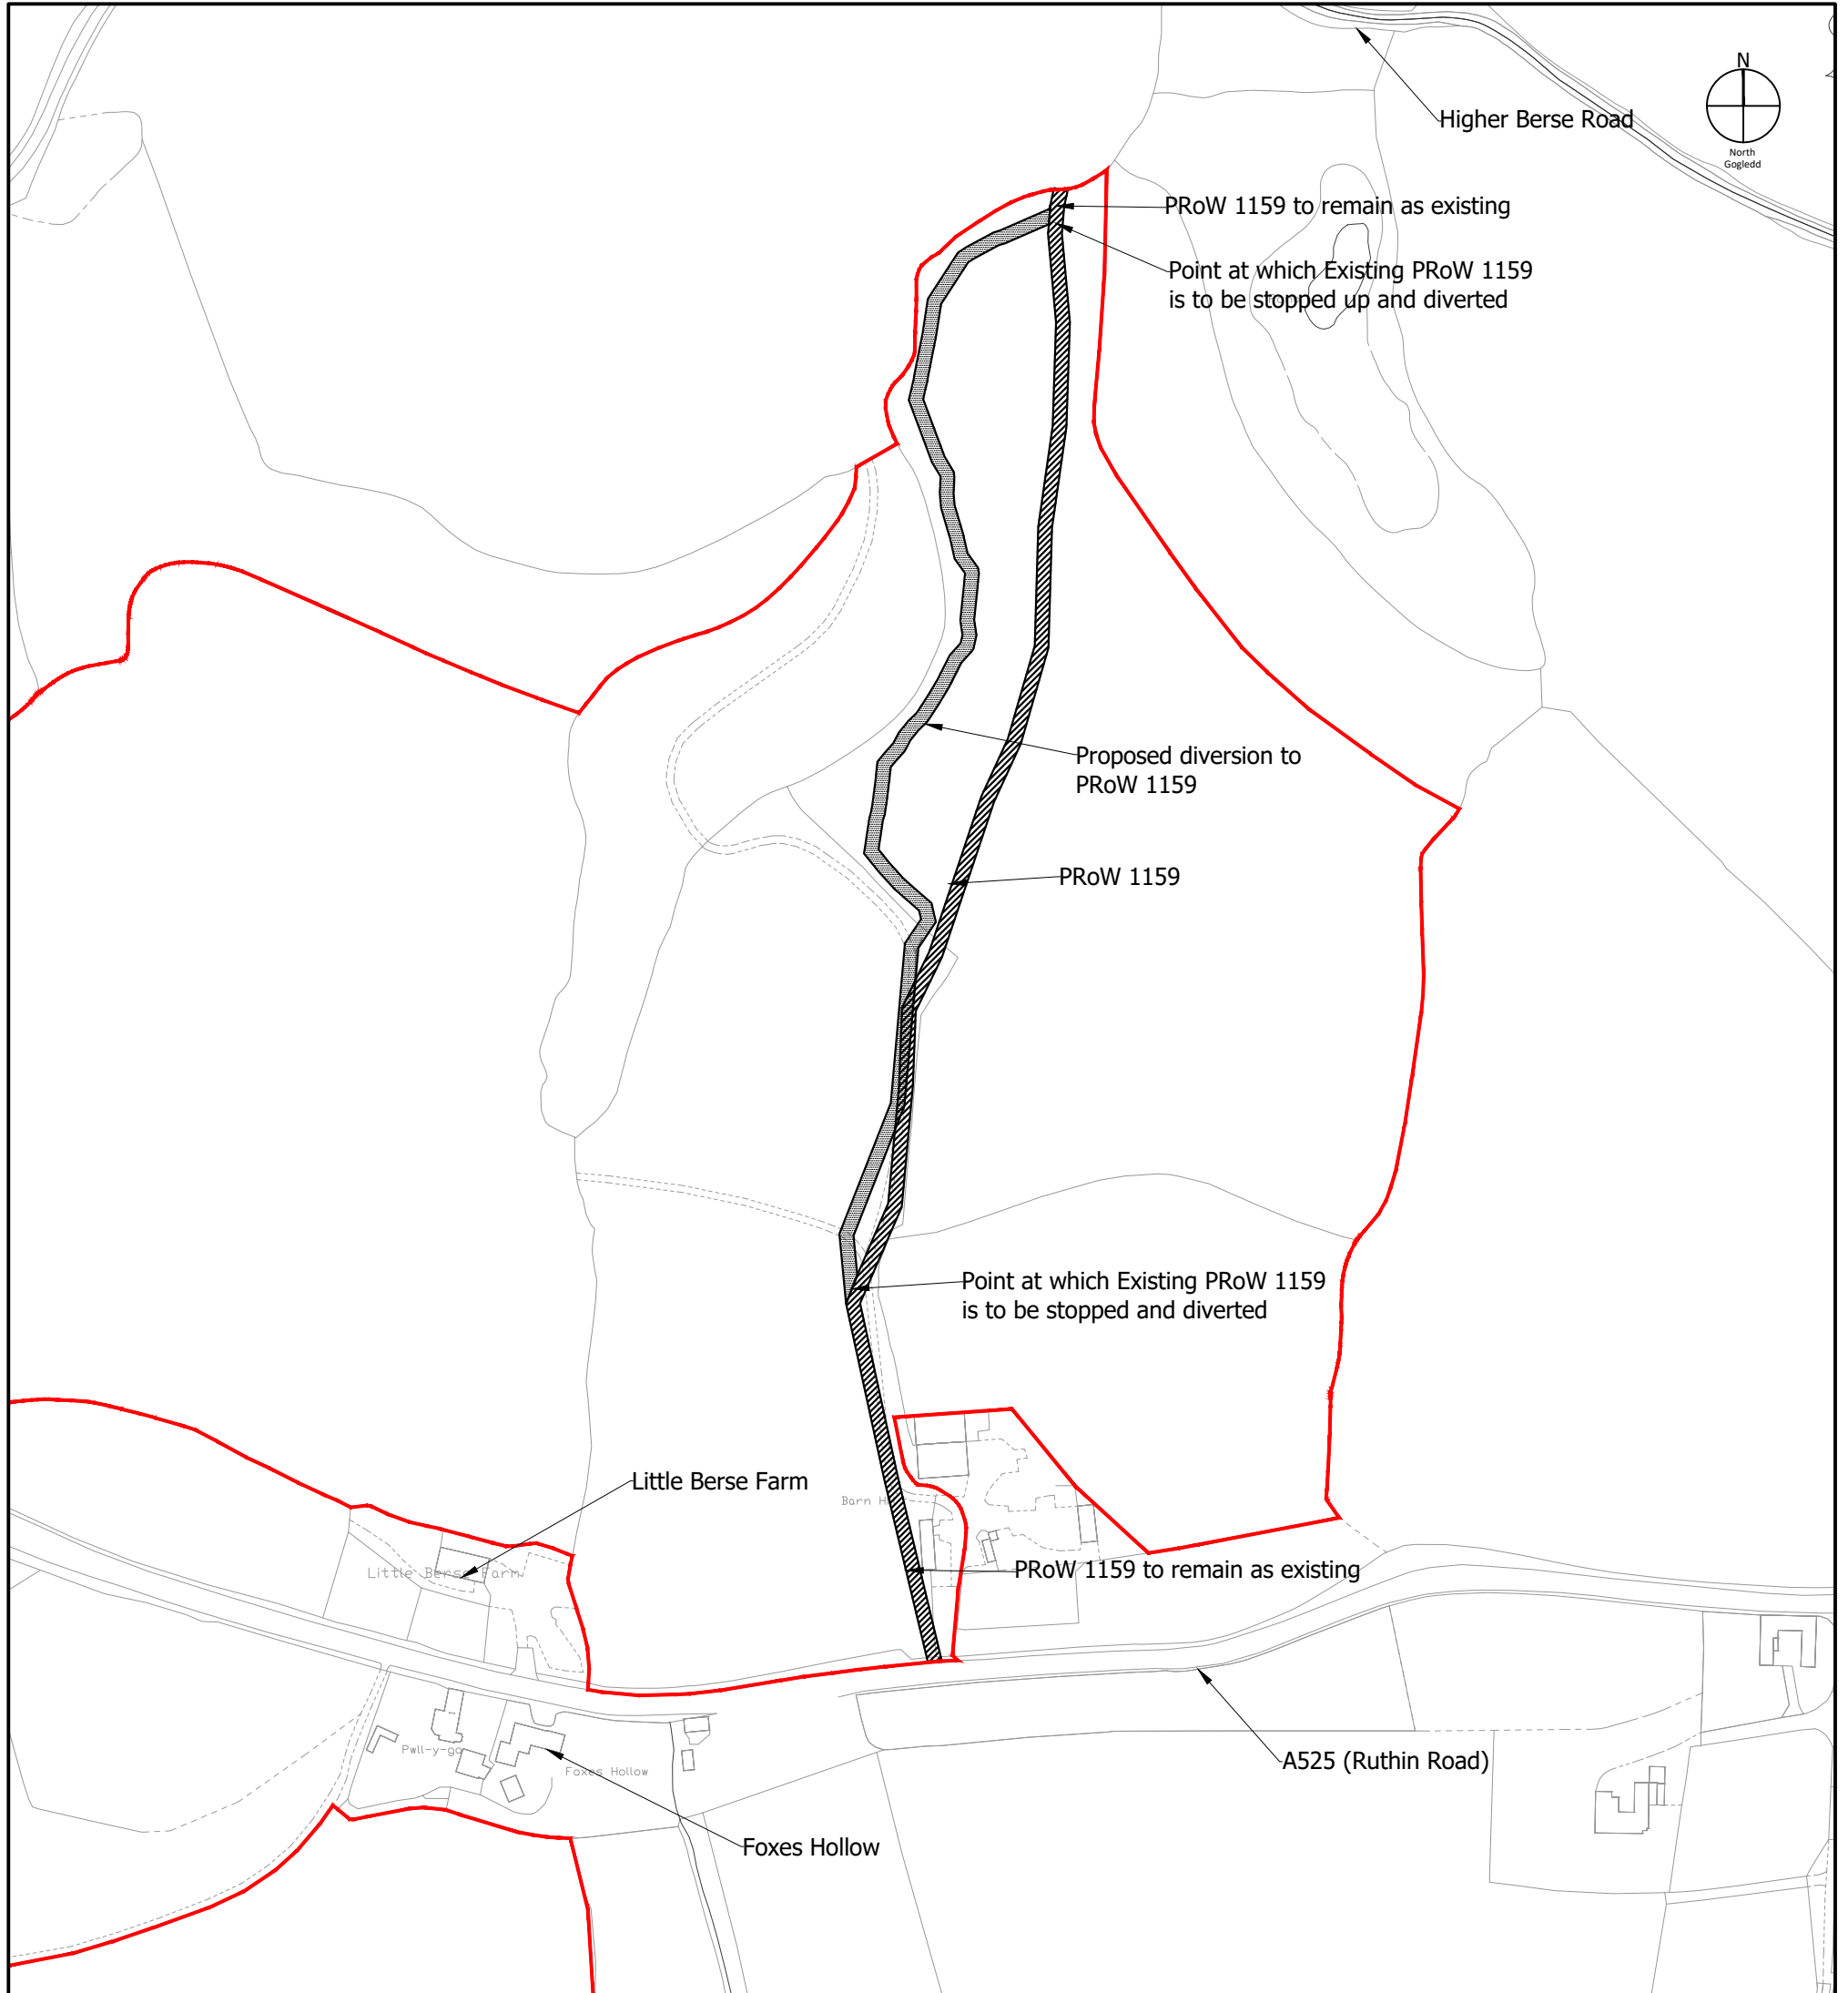 Higher Berse Road
N
North
Gogledd
PRoW 1159 to remain as existing
Point at which Existing PRoW 1159
is to be stopped up and diverted
Proposed diversion to
PRoW 1159
PRoW 1159
Point at which Existing PRoW 1159
is to be stopped and diverted
Little Berse Farm
Barn
Little Berse Farm
PRoW 1159 to remain as existing
Pwll-y-go
Foxes Hollow
A525 (Ruthin Road)
Foxes Hollow